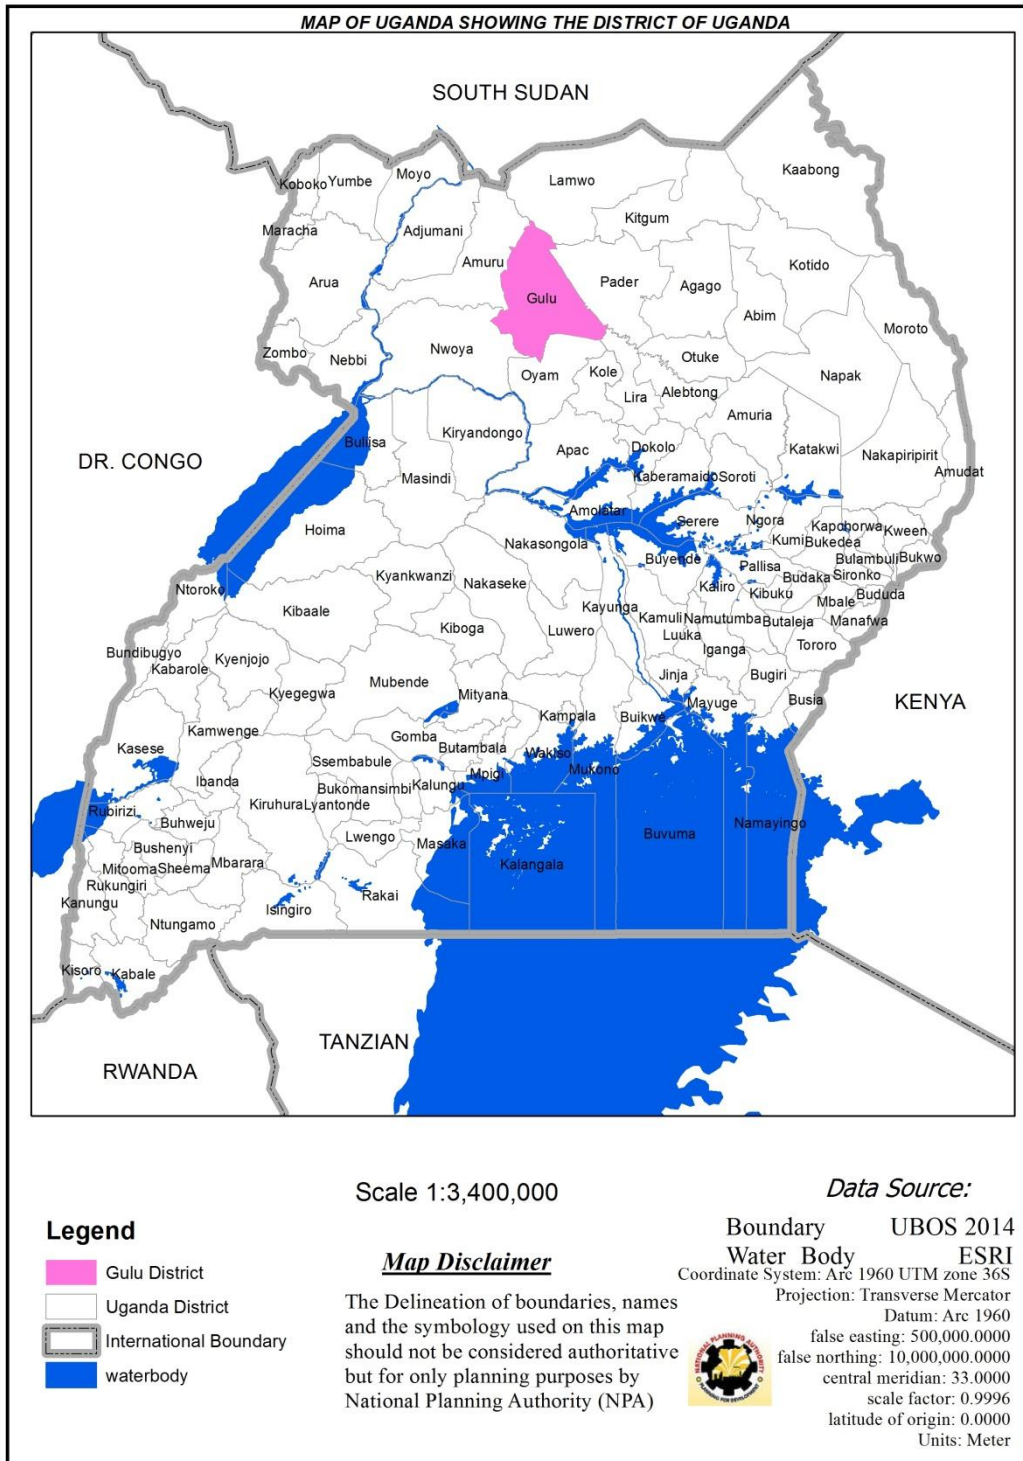 MAP OF UGANDA SHOWING THE DISTRICT OF UGANDA
SOUTH SUDAN
Kaabong
Moyo
Koboko
Yumbe
Lamwo
Kitgum
Maracha
Adjumani
Amuru
Kotido
Arua
Pader
Agago
Gulu
Abim
Moroto
Zombo
Nebbi
Nwoya
Otuke
Oyam
Kole
Napak
Lira
Alebtong
Amuria
Buliisa
Kiryandongo
DR. CONGO
Apac
Dokolo
Katakwi
Nakapiripirit
Amudat
Masindi
Kaberamaido
Soroti
Amolatar
Hoima
Serere
Ngora
Kapchorwa
Kween
Nakasongola
Kumi
Bukedea
Buyende
Bulambuli
Bukwo
Pallisa
Ntoroko
Kyankwanzi
Nakaseke
Kaliro
Budaka
Sironko
Kibaale
Kayunga
Kibuku
Bududa
Mbale
Kiboga
Luwero
Kamuli
Namutumba
Butaleja
Manafwa
Luuka
Bundibugyo
Kabarole
Kyenjojo
Iganga
Tororo
Mubende
Jinja
Bugiri
Kyegegwa
Mityana
Mayuge
Busia
KENYA
Kampala
Buikwe
Kamwenge
Gomba
Butambala
Kasese
Ssembabule
Wakiso
Mukono
Ibanda
Mpigi
Bukomansimbi
Kalungu
Kiruhura
Lyantonde
Rubirizi
Buhweju
Buvuma
Namayingo
Lwengo
Masaka
Bushenyi
Mitooma
Sheema
Mbarara
Kalangala
Rukungiri
Kanungu
Rakai
Isingiro
Ntungamo
Kisoro
Kabale
TANZIAN
RWANDA
Scale 1:3,400,000
Legend
Gulu District
Uganda District
International Boundary
waterbody
Map Disclaimer
The Delineation of boundaries, names
and the symbology used on this map
should not be considered authoritative
but for only planning purposes by
National Planning Authority (NPA)
Data Source:
Boundary UBOS 2014
Water Body ESRI
Coordinate System: Arc 1960 UTM zone 36S
Projection: Transverse Mercator
Datum: Arc 1960
false easting: 500,000.0000
false northing: 10,000,000.0000
central meridian: 33.0000
scale factor: 0.9996
latitude of origin: 0.0000
Units: Meter
NATIONAL PLANNING AUTHORITY
PLANNING FOR DEVELOPMENT